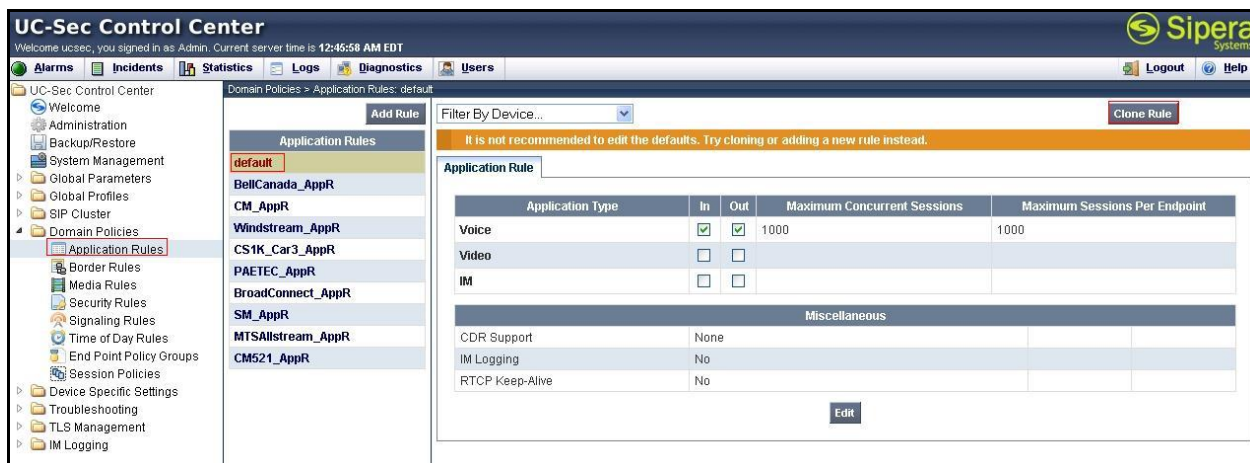 UC-Sec Control Center
Sipera
Systems
Welcome ucsec, you signed in as Admin. Current server time is 12:45:58 AM EDT
Alarms Incidents Statistics Logs Diagnostics Users Logout Help
UC-Sec Control Center
Welcome
Administration
Backup/Restore
System Management
Global Parameters
Global Profiles
SIP Cluster
Domain Policies
Application Rules
Border Rules
Media Rules
Security Rules
Signaling Rules
Time of Day Rules
End Point Policy Groups
Session Policies
Device Specific Settings
Troubleshooting
TLS Management
IM Logging
Domain Policies > Application Rules: default
Add Rule
Application Rules
default
BellCanada_AppR
CM_AppR
Windstream_AppR
CS1K_Car3_AppR
PAETEC_AppR
BroadConnect_AppR
SM_AppR
MTSAllstream_AppR
CM521_AppR
Filter By Device...
Clone Rule
It is not recommended to edit the defaults. Try cloning or adding a new rule instead.
Application Rule
Application Type In Out Maximum Concurrent Sessions Maximum Sessions Per Endpoint
Voice 1000 1000
Video
IM
Miscellaneous
CDR Support None
IM Logging No
RTCP Keep-Alive No
Edit